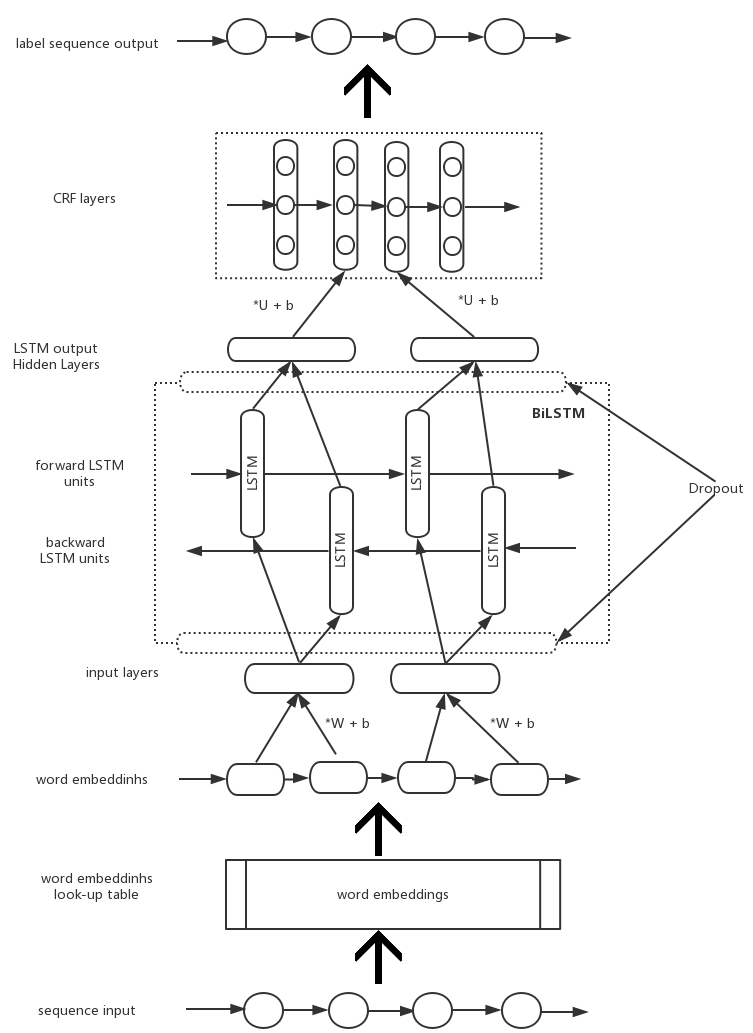 label sequence output
CRF layers
*U + b
*U + b
LSTM output
Hidden Layers
BiLSTM
forward LSTM
units
LSTM
LSTM
Dropout
backward
LSTM units
LSTM
LSTM
input layers
*W + b
*W + b
word embeddinhs
word embeddinhs
look-up table
word embeddings
sequence input